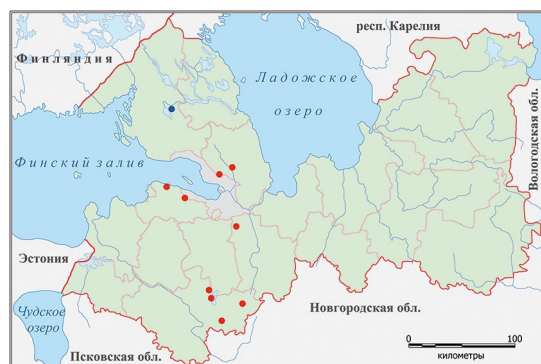 респ. Карелия
Финляндия
Ладожское
озеро
Вологодская обл.
Финский залив
Эстония
Чудское
озеро
Новгородская обл.
Псковская обл.
0 100
километры